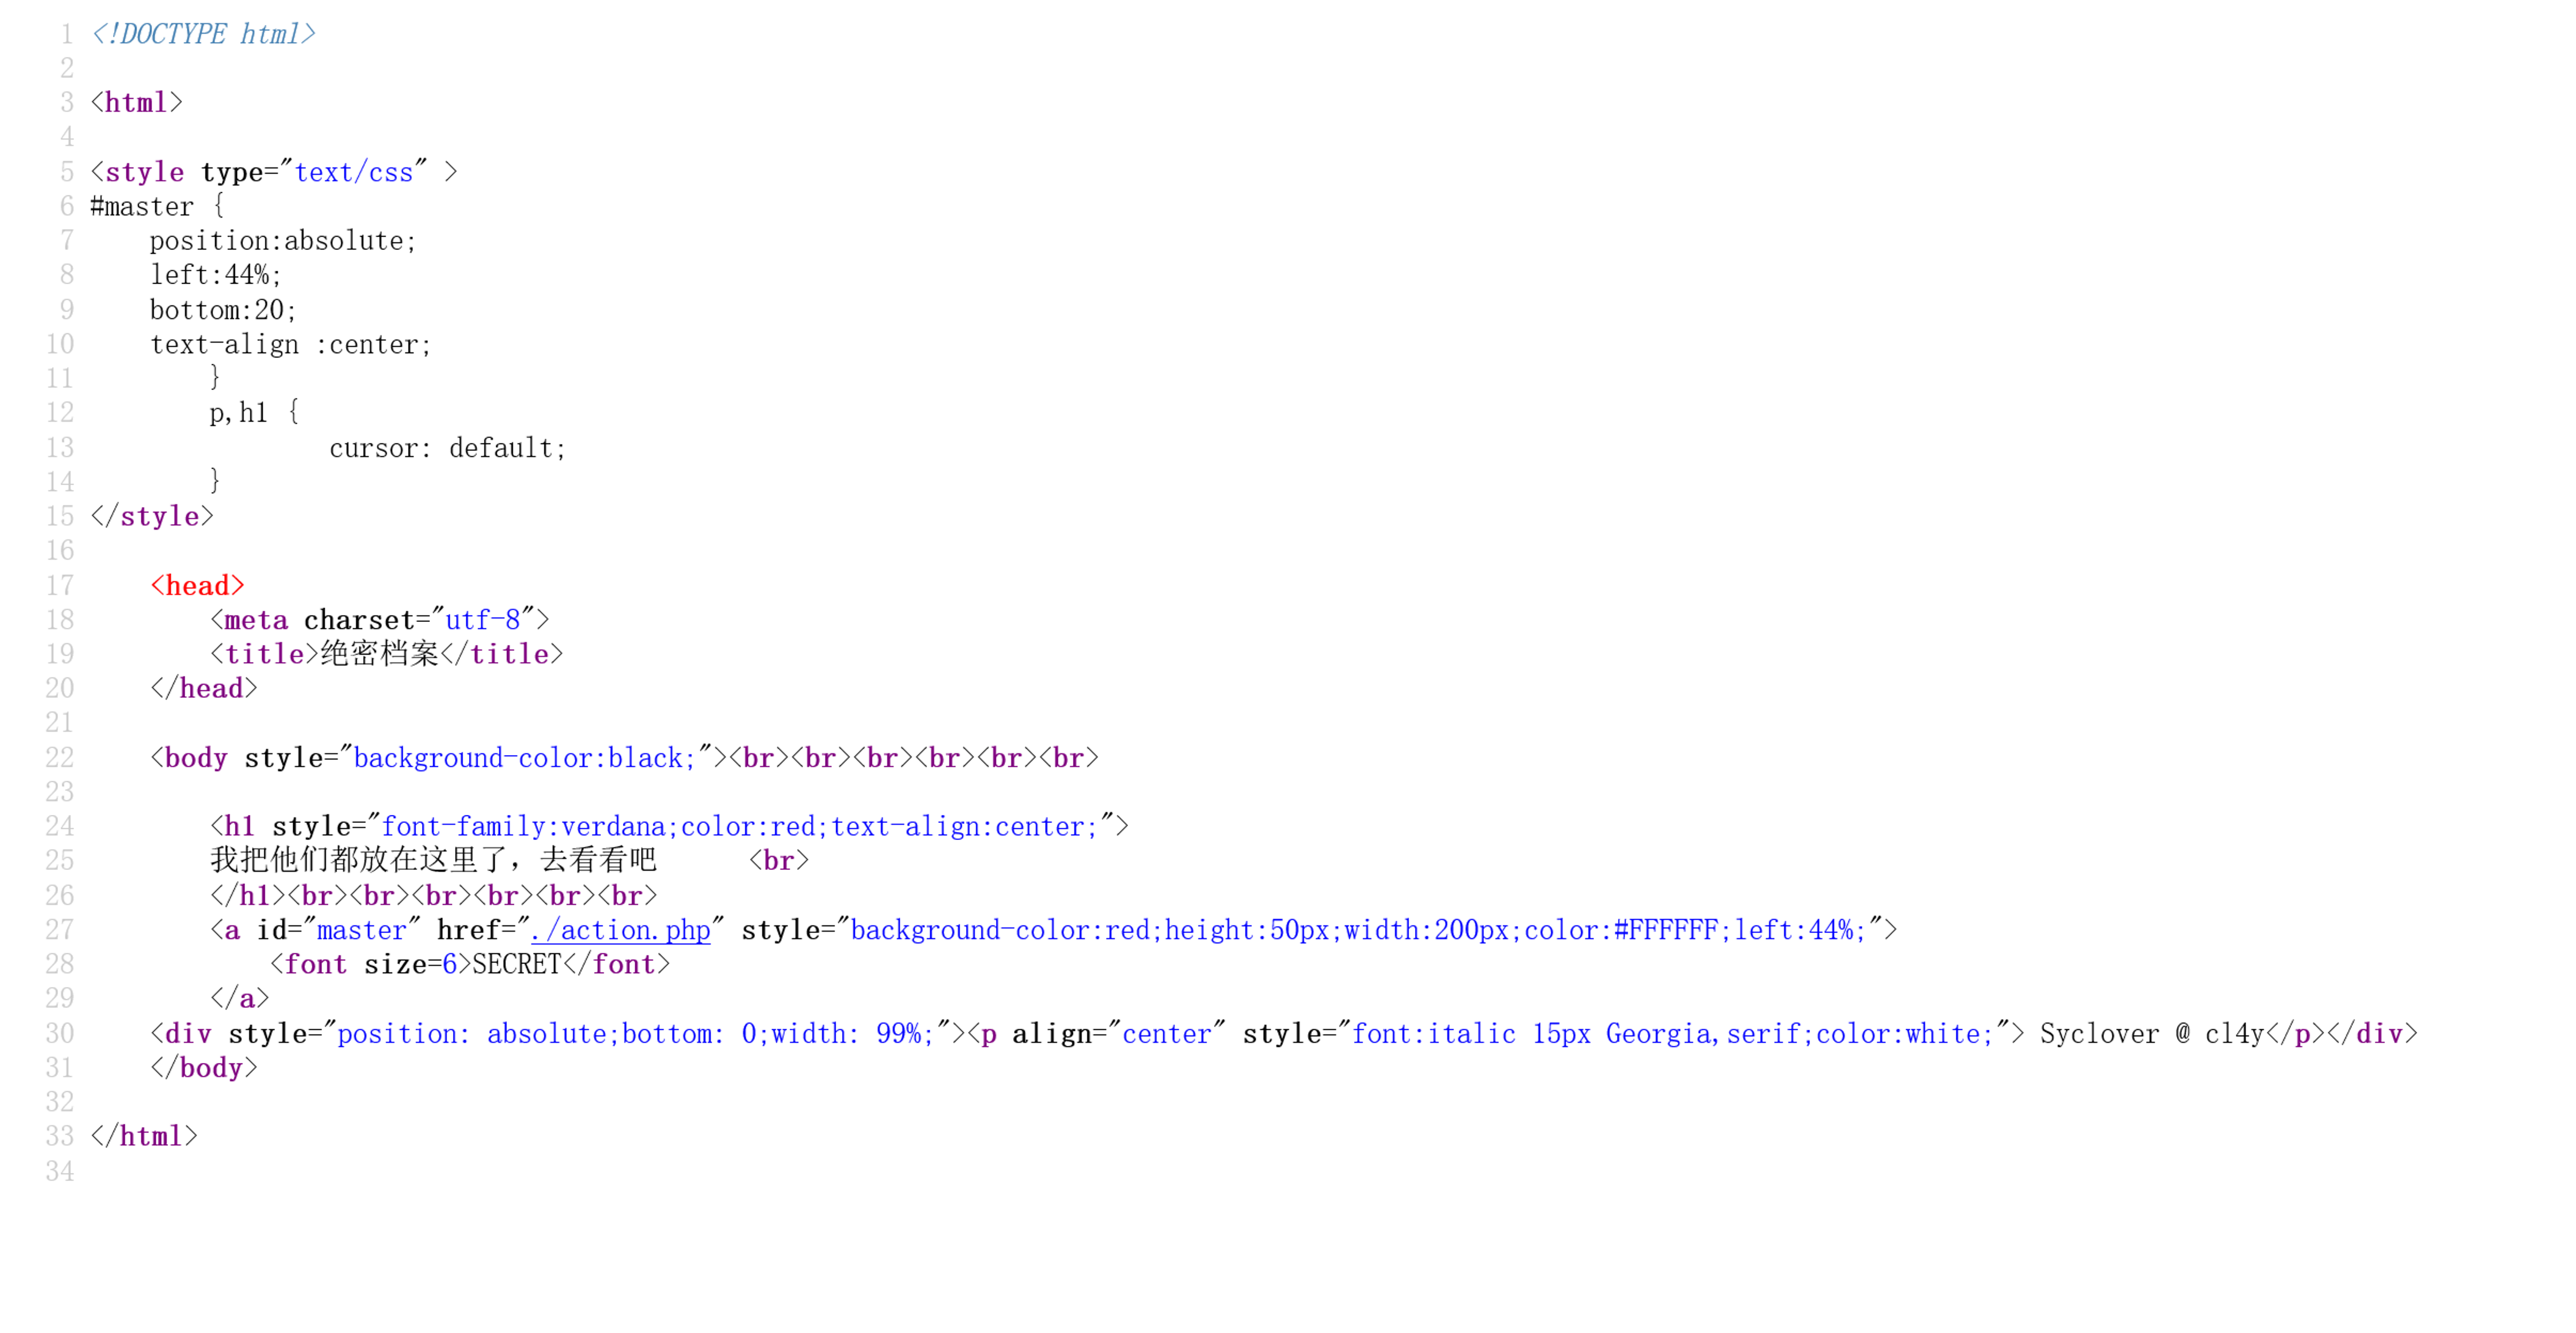 1 <!DOCTYPE html>
2
3 <html>
4
5 <style type="text/css" >
6 #master {
7     position:absolute;
8     left:44%;
9     bottom:20;
10     text-align :center;
11         }
12         p,h1 {
13                 cursor: default;
14         }
15 </style>
16
17     <head>
18         <meta charset="utf-8">
19         <title>绝密档案</title>
20     </head>
21
22     <body style="background-color:black;"><br><br><br><br><br><br>
23
24         <h1 style="font-family:verdana;color:red;text-align:center;">
25         我把他们都放在这里了，去看看吧      <br>
26         </h1><br><br><br><br><br><br>
27         <a id="master" href="./action.php" style="background-color:red;height:50px;width:200px;color:#FFFFFF;left:44%;">
28             <font size=6>SECRET</font>
29         </a>
30     <div style="position: absolute;bottom: 0;width: 99%;"><p align="center" style="font:italic 15px Georgia,serif;color:white;"> Syclover @ cl4y</p></div>
31     </body>
32
33 </html>
34